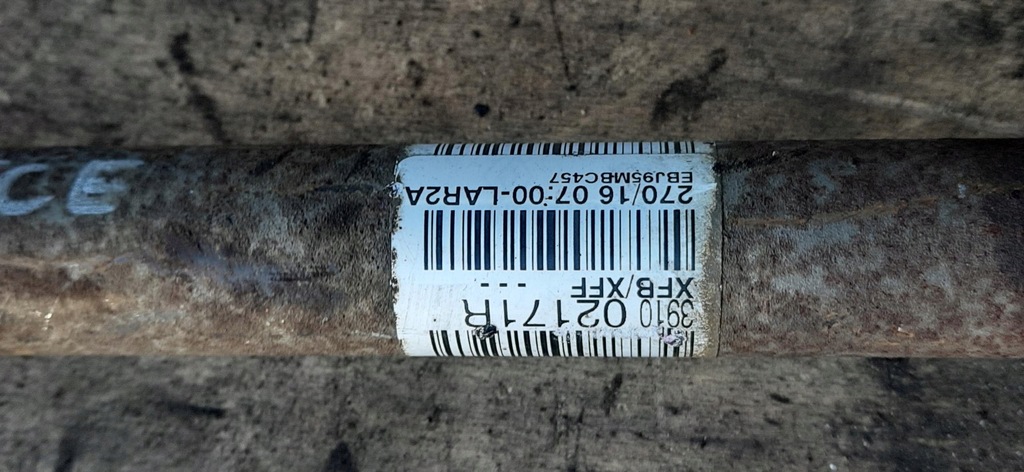 CE
3910 02171R
XFB/XFF
- - -
270/16 07:00-LAR2A
EBJ95MBC457